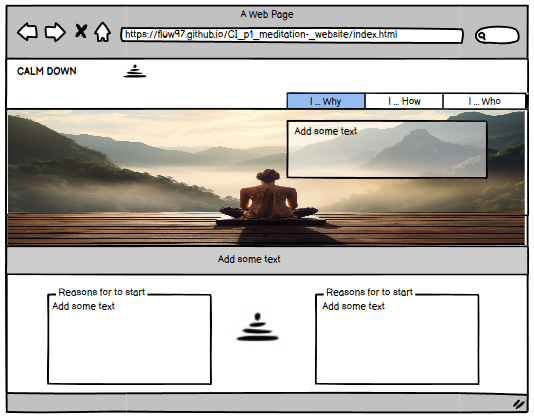 A Web Page
https://fluw97.github.io/CI_p1_meditation-_website/index.html
CALM DOWN
I ... Why
I ... How
I ... Who
Add some text
Add some text
Reasons for to start
Add some text
Reasons for to start
Add some text